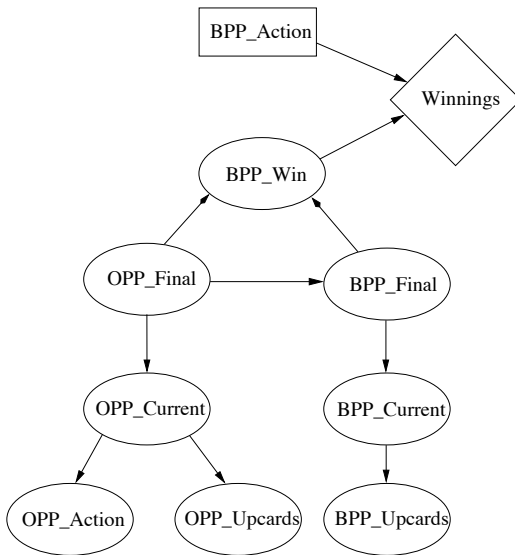 BPP_Action
Winnings
BPP_Win
OPP_Final
BPP_Final
OPP_Current
BPP_Current
OPP_Action
OPP_Upcards
BPP_Upcards